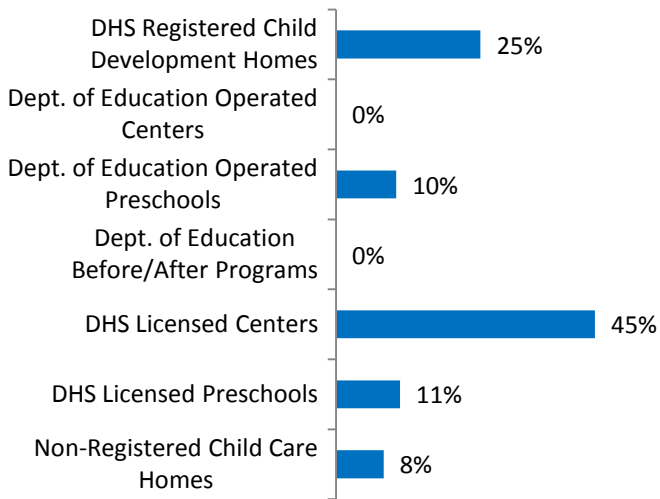 DHS Registered Child
Development Homes
25%
Dept. of Education Operated
Centers
0%
Dept. of Education Operated
Preschools
10%
Dept. of Education
Before/After Programs
0%
DHS Licensed Centers
45%
DHS Licensed Preschools
11%
Non-Registered Child Care
Homes
8%